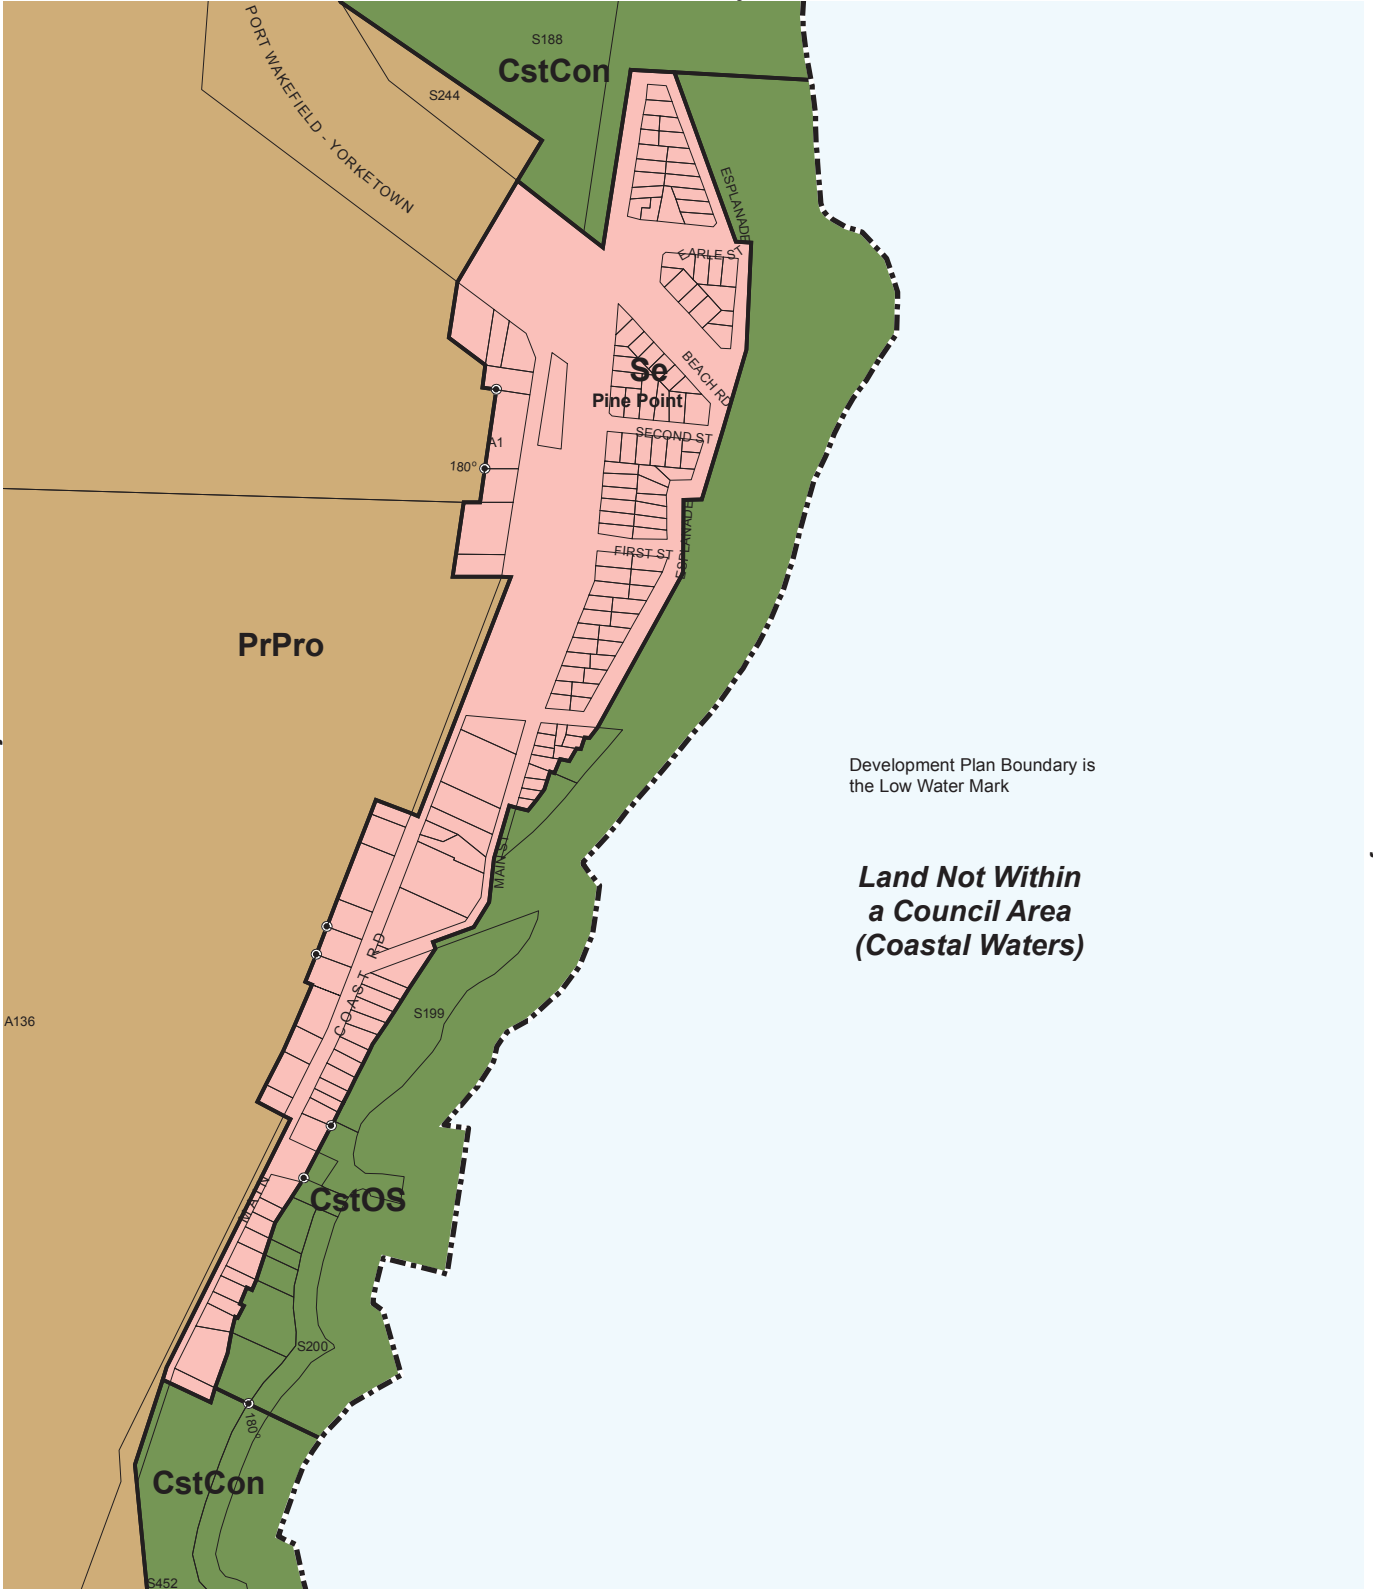 S188
CstCon
S244
PORT WAKEFIELD - YORKETOWN
ESPLANADE
EARLE ST
BEACH RD
Se
Pine Point
SECOND ST
A1
180°
ESPLANADE
FIRST ST
PrPro
Development Plan Boundary is
the Low Water Mark
MAIN ST
Land Not Within
a Council Area
(Coastal Waters)
COAST RD
S199
A136
MAIN
CstOS
S200
180°
CstCon
S452